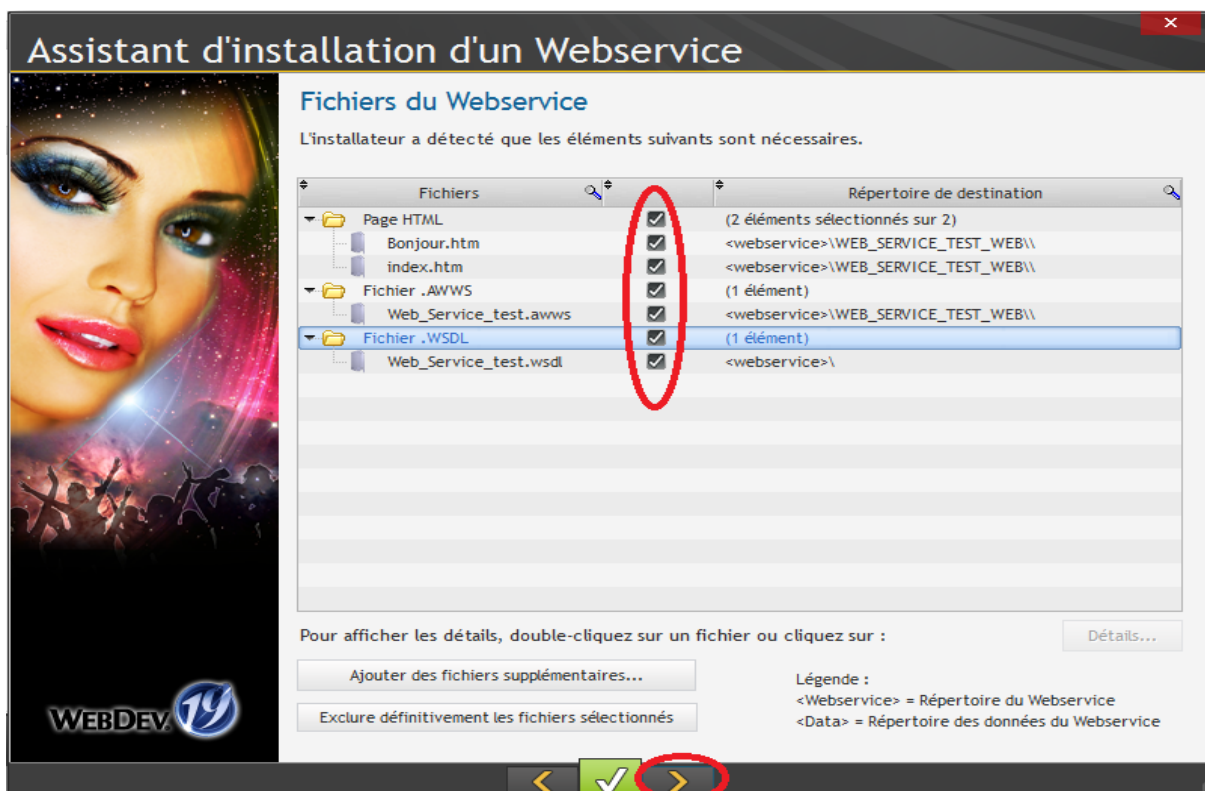 Assistant d'installation d'un Webservice
Fichiers du Webservice
L'installateur a détecté que les éléments suivants sont nécessaires.
Fichiers Répertoire de destination
Page HTML (2 éléments sélectionnés sur 2)
Bonjour.htm <webservice>\WEB_SERVICE_TEST_WEB\\
index.htm <webservice>\WEB_SERVICE_TEST_WEB\\
Fichier .AWWS (1 élément)
Web_Service_test.awws <webservice>\WEB_SERVICE_TEST_WEB\\
Fichier .WSDL (1 élément)
Web_Service_test.wsdl <webservice>\
Pour afficher les détails, double-cliquez sur un fichier ou cliquez sur : Détails...
Ajouter des fichiers supplémentaires...
Exclure définitivement les fichiers sélectionnés
Légende :
<Webservice> = Répertoire du Webservice
<Data> = Répertoire des données du Webservice
WEBDEV 19